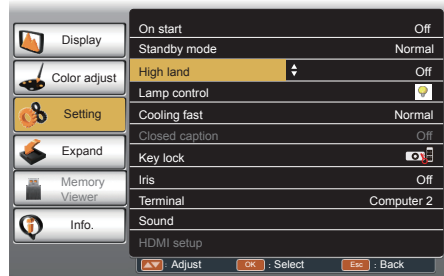 Display
Color adjust
Setting
Expand
Memory
Viewer
Info.
On start Off
Standby mode Normal
High land Off
Lamp control
Cooling fast Normal
Closed caption Off
Key lock
Iris Off
Terminal Computer 2
Sound
HDMI setup
: Adjust OK : Select Esc : Back